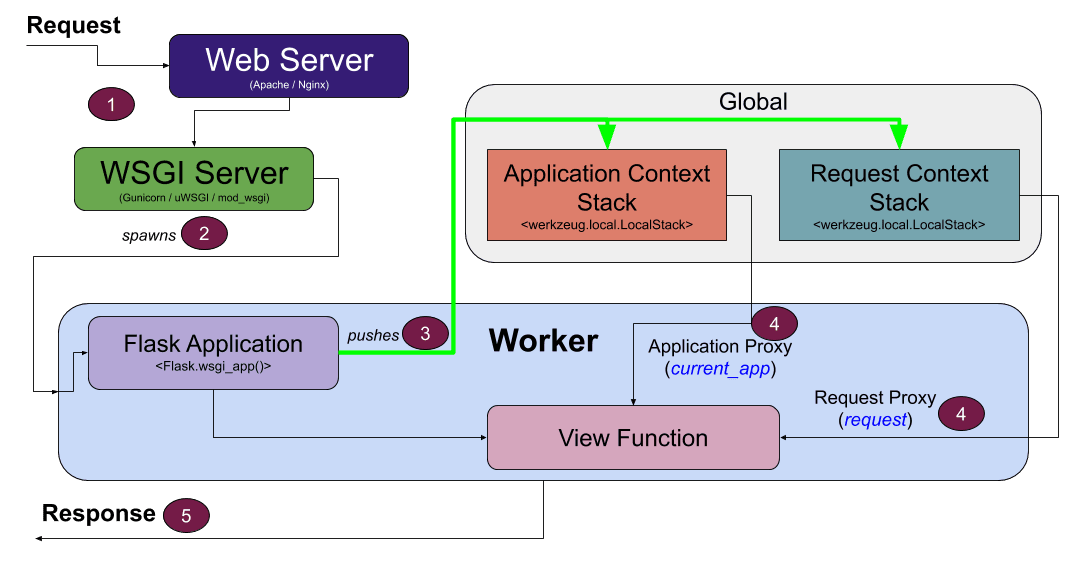 Request
Web Server
(Apache / Nginx)
1
WSGI Server
(Gunicorn / uWSGI / mod_wsgi)
spawns
2
Global
Application Context
Stack
<werkzeug.local.LocalStack>
Request Context
Stack
<werkzeug.local.LocalStack>
Flask Application
<Flask.wsgi_app()>
pushes
3
Worker
4
Application Proxy
(current_app)
Request Proxy
(request)
4
View Function
Response
5